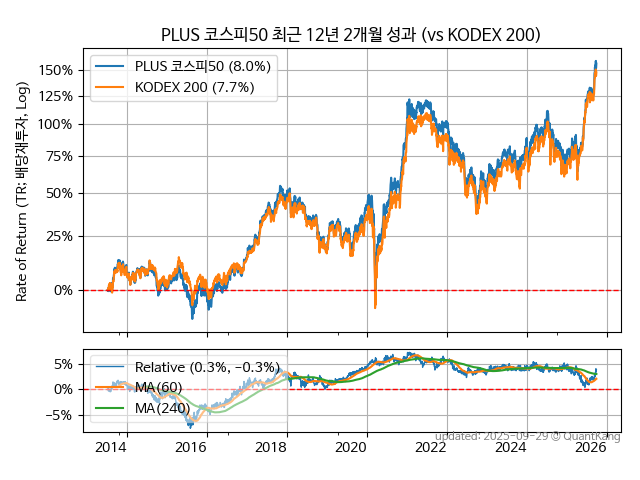 PLUS 코스피50 최근 12년 2개월 성과 (vs KODEX 200)
Rate of Return (TR; 배당재투자, Log)
150%
125%
100%
75%
50%
25%
0%
PLUS 코스피50 (8.0%)
KODEX 200 (7.7%)
5%
0%
−5%
Relative (0.3%, −0.3%)
MA(60)
MA(240)
2014 2016 2018 2020 2022 2024 2026
updated: 2025-09-29 © QuantKang